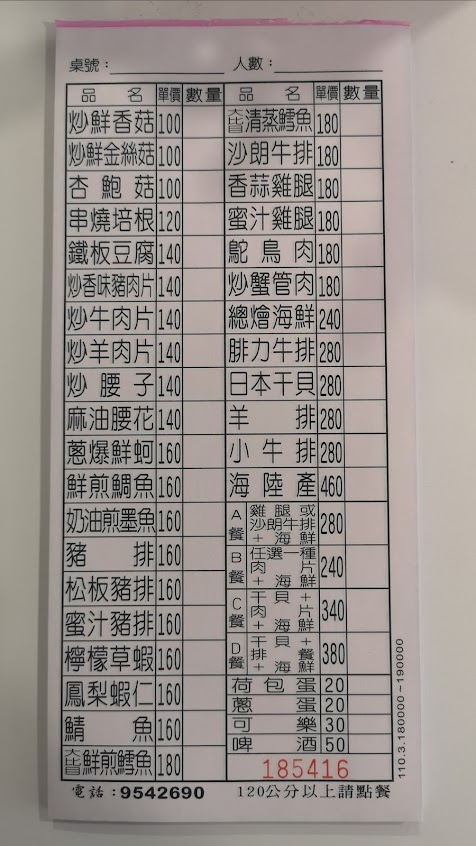 桌號： 人數：
品名 單價 數量
炒鮮香菇 100
炒鮮金絲菇 100
杏鮑菇 100
串燒培根 120
鐵板豆腐 140
炒香味豬肉片 140
炒牛肉片 140
炒羊肉片 140
炒腰子 140
麻油腰花 140
蔥爆鮮蚵 160
鮮煎鯛魚 160
奶油煎墨魚 160
豬排 160
松板豬排 160
蜜汁豬排 160
檸檬草蝦 160
鳳梨蝦仁 160
鯖魚 160
大比目鮮煎鱈魚 180
品名 單價 數量
清蒸鱈魚 180
沙朗牛排 180
香蒜雞腿 180
蜜汁雞腿 180
鴕鳥肉 180
炒蟹管肉 180
總燴海鮮 240
腓力牛排 280
日本干貝 280
羊排 280
小牛排 280
海陸產 460
A餐 雞腿或沙朗牛排+海鮮 280
B餐 任選一種肉片+海鮮 240
C餐 干貝+肉片+海鮮 340
D餐 干貝+排餐+海鮮 380
荷包蛋 20
蔥蛋 20
可樂 30
啤酒 50
185416
電話：9542690 120公分以上請點餐
110.3.180000~190000